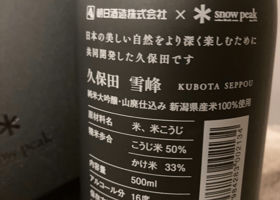 朝日酒造株式会社 × snow peak
日本の美しい自然をより深く楽しむために
共同開発した久保田です
久保田 雪峰 KUBOTA SEPPOU
純米大吟醸・山廃仕込み 新潟県産米100%使用
原材料名 米、米こうじ
精米歩合 こうじ米 50%
かけ米 33%
内容量 500ml
アルコール分 16度
snow peak